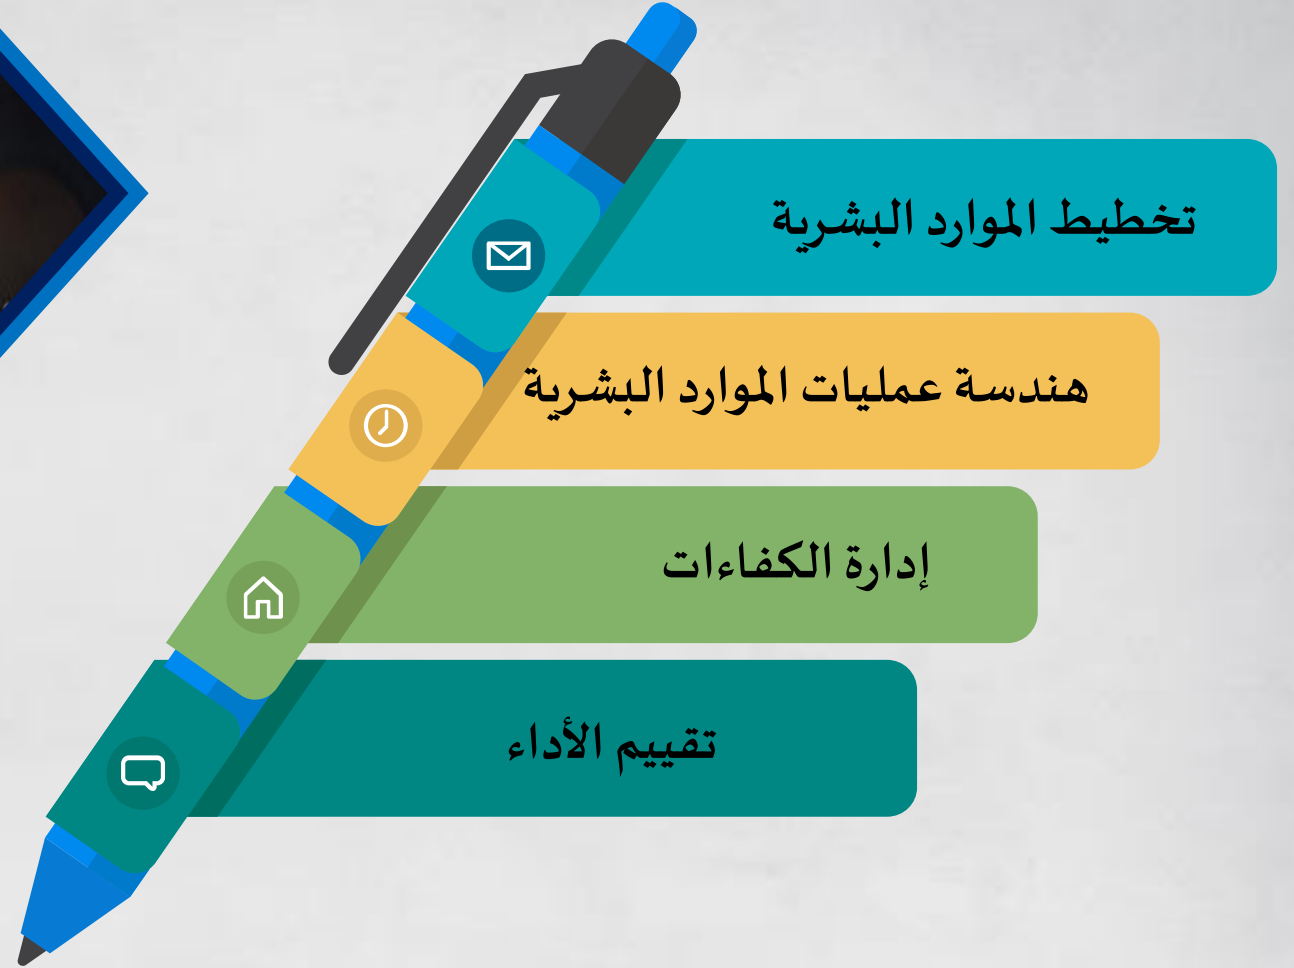 تخطيط الموارد البشرية
هندسة عمليات الموارد البشرية
إدارة الكفاءات
تقييم الأداء